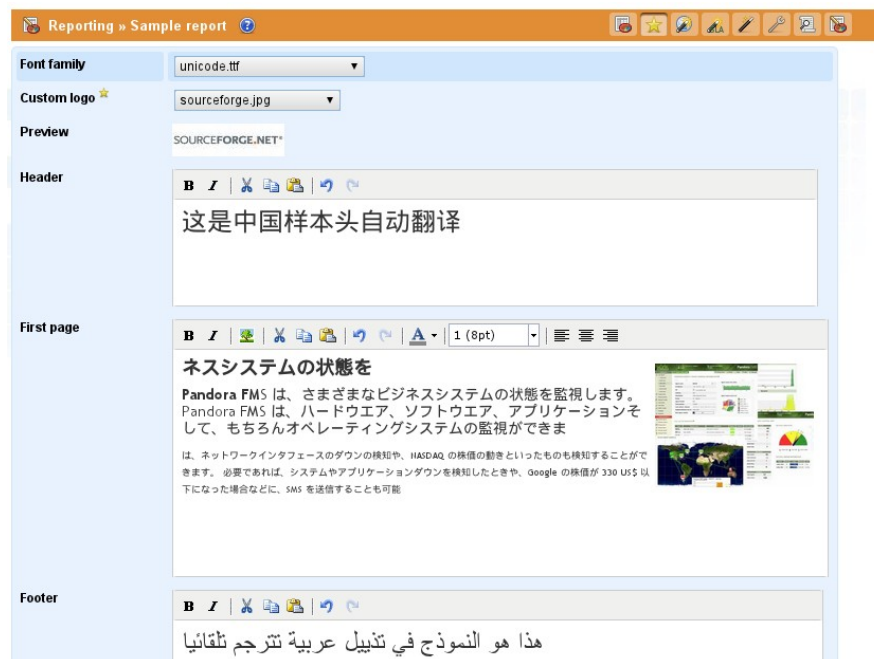 Reporting » Sample report
Font family
unicode.ttf
Custom logo
sourceforge.jpg
Preview
SOURCEFORGE.NET*
Header
B I
这是中国样本头自动翻译
First page
B I A 1 (8pt)
ネスシステムの状態を
Pandora FMS は、さまざまなビジネスシステムの状態を監視します。
Pandora FMS は、ハードウエア、ソフトウエア、アプリケーションそ
して、もちろんオペレーティングシステムの監視ができま
は、ネットワークインタフェースのダウンの検知や、NASDAQ の株価の動きといったものも検知することがで
きます。 必要であれば、システムやアプリケーションダウンを検知したときや、Google の株価が 330 US$ 以
下になった場合などに、SMS を送信することも可能
Footer
B I
هذا هو النموذج في تذييل عربية تترجم تلقائيا